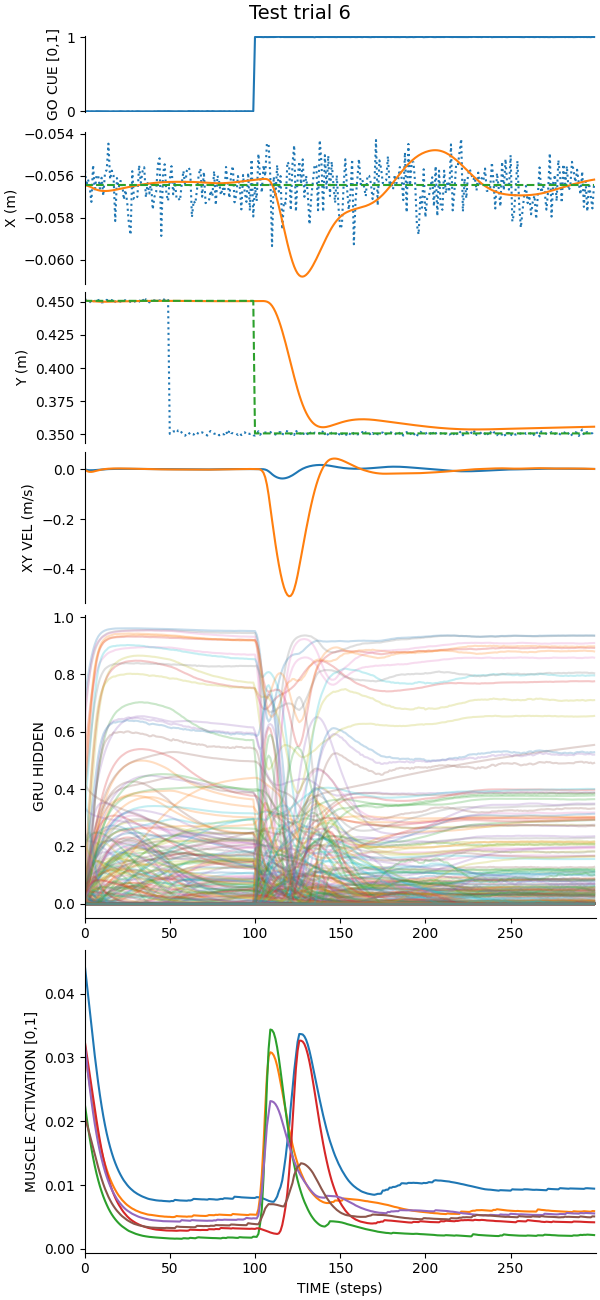 Test trial 6
GO CUE [0,1]
1
0
X (m)
−0.054
−0.056
−0.058
−0.060
Y (m)
0.450
0.425
0.400
0.375
0.350
XY VEL (m/s)
0.0
−0.2
−0.4
GRU HIDDEN
1.0
0.8
0.6
0.4
0.2
0.0
0 50 100 150 200 250
MUSCLE ACTIVATION [0,1]
0.04
0.03
0.02
0.01
0.00
0 50 100 150 200 250
TIME (steps)